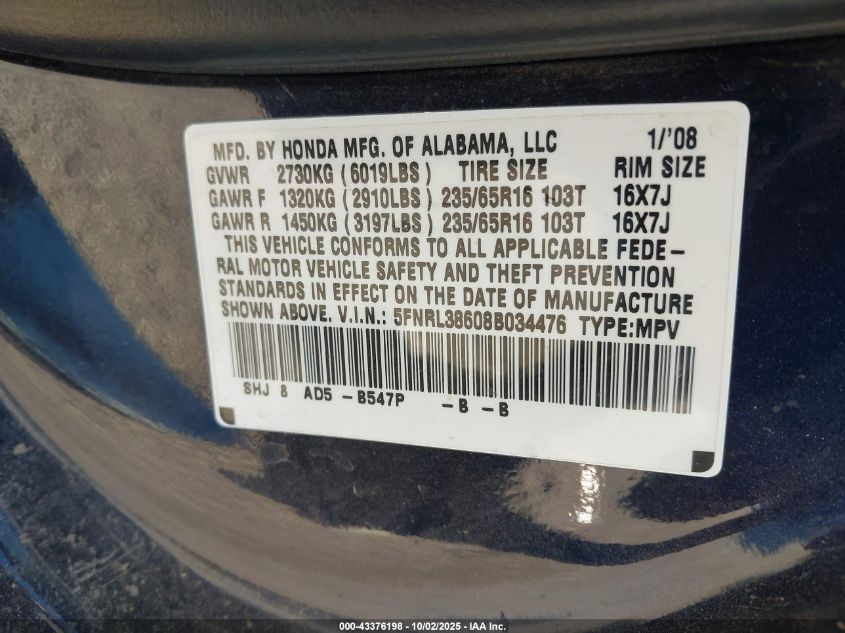 MFD. BY HONDA MFG. OF ALABAMA, LLC 1/'08
GVWR 2730KG (6019LBS) TIRE SIZE RIM SIZE
GAWR F 1320KG (2910LBS) 235/65R16 103T 16X7J
GAWR R 1450KG (3197LBS) 235/65R16 103T 16X7J
THIS VEHICLE CONFORMS TO ALL APPLICABLE FEDE-
RAL MOTOR VEHICLE SAFETY AND THEFT PREVENTION
STANDARDS IN EFFECT ON THE DATE OF MANUFACTURE
SHOWN ABOVE. V.I.N.: 5FNRL38608B034476 TYPE:MPV
SHJ 8 AD5 -B547P -B -B
000-43376198 - 10/02/2025 - IAA Inc.